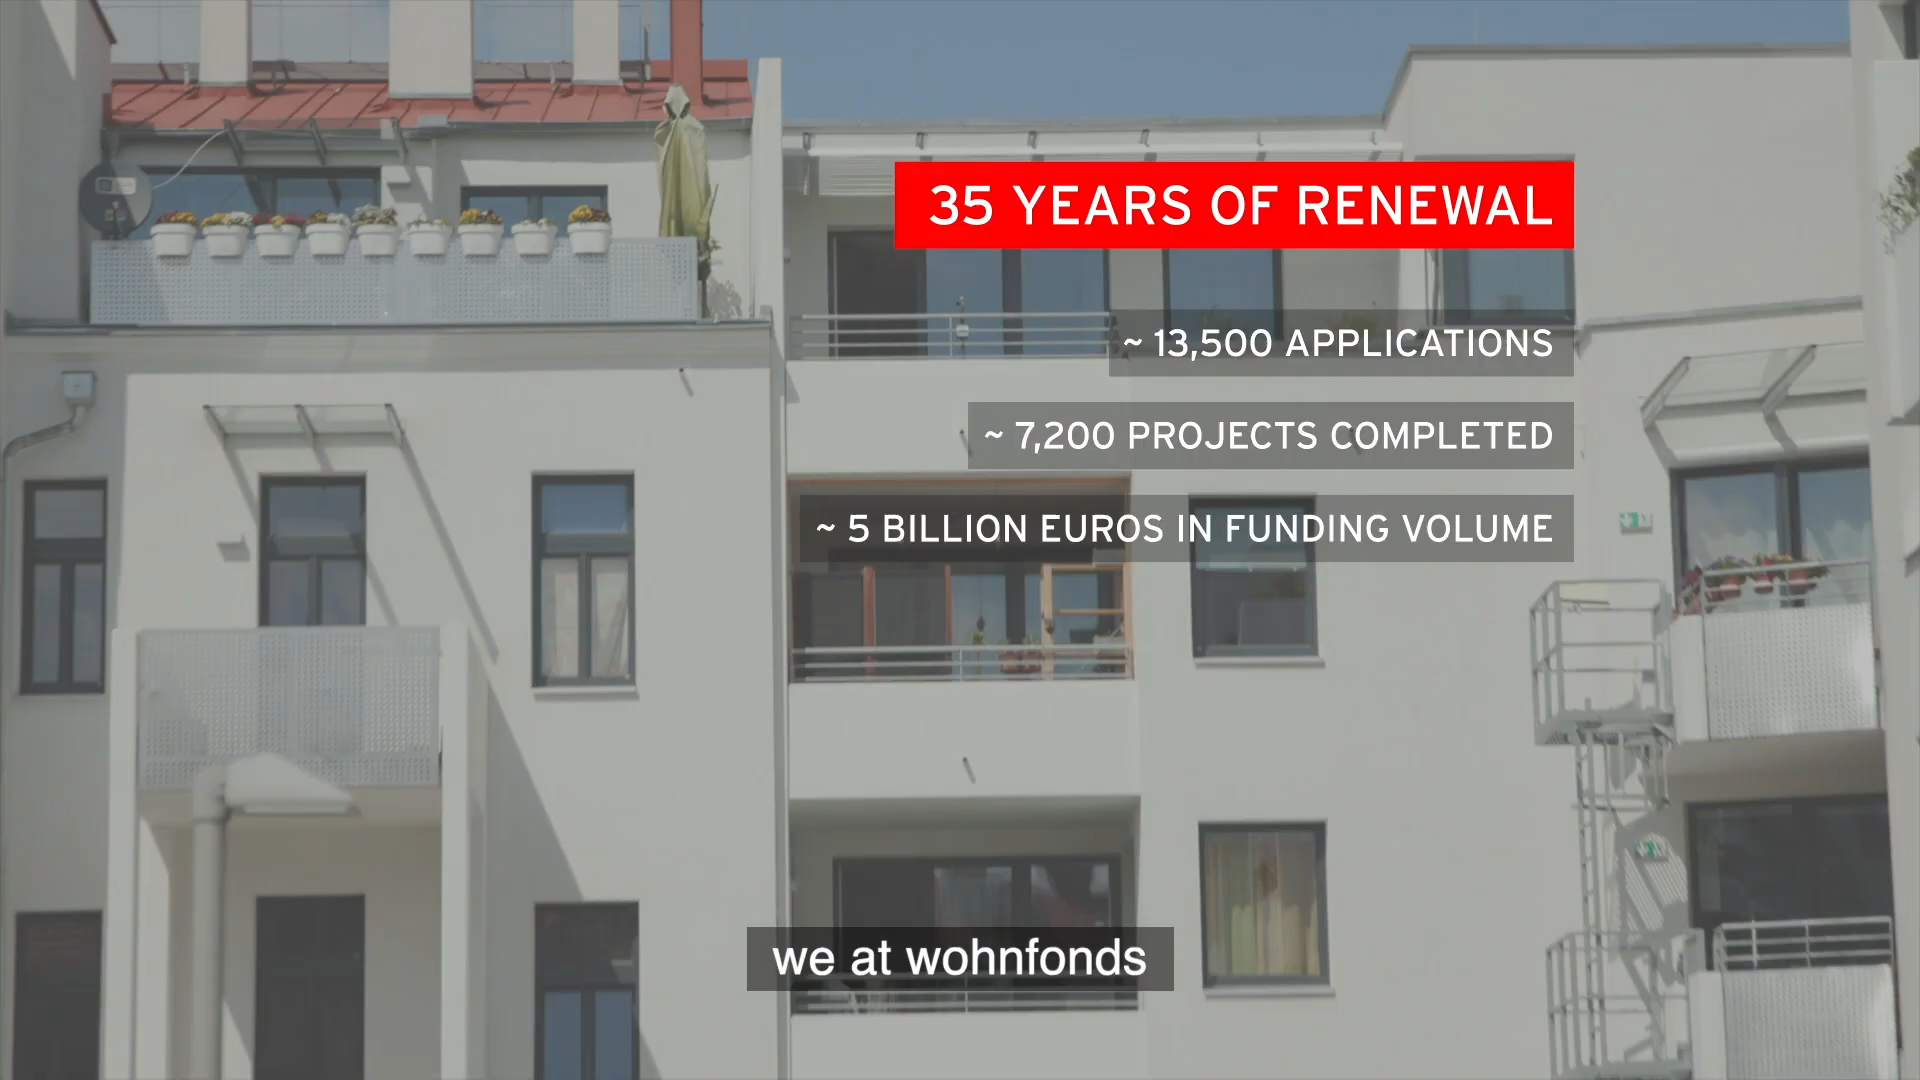 35 YEARS OF RENEWAL
~ 13,500 APPLICATIONS
~ 7,200 PROJECTS COMPLETED
~ 5 BILLION EUROS IN FUNDING VOLUME
we at wohnfonds